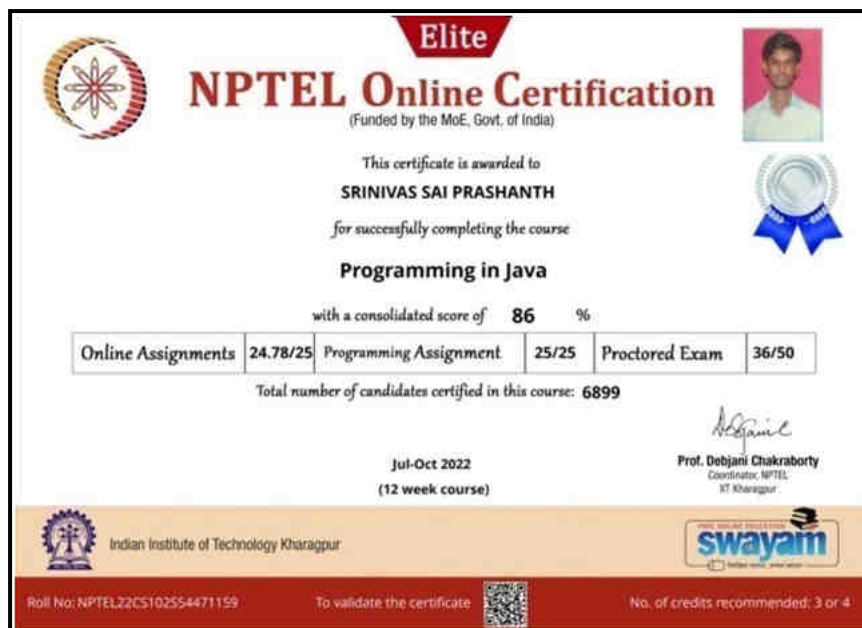 Elite
NPTEL Online Certification
(Funded by the MoE, Govt. of India)
This certificate is awarded to
SRINIVAS SAI PRASHANTH
for successfully completing the course
Programming in Java
with a consolidated score of 86 %
Online Assignments 24.78/25 Programming Assignment 25/25 Proctored Exam 36/50
Total number of candidates certified in this course: 6899
Jul-Oct 2022
(12 week course)
Prof. Debjani Chakraborty
Coordinator, NPTEL
IIT Kharagpur
Indian Institute of Technology Kharagpur
FREE ONLINE EDUCATION
swayam
Roll No: NPTEL22CS102S54471159 To validate the certificate No. of credits recommended: 3 or 4